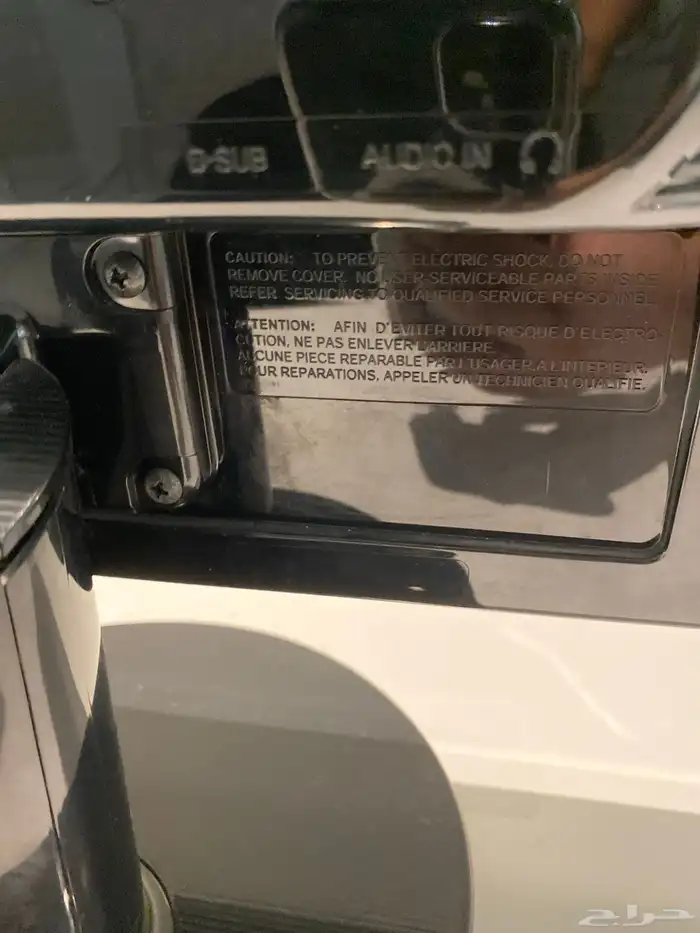 D-SUB
AUDIO IN
CAUTION: TO PREVENT ELECTRIC SHOCK, DO NOT
REMOVE COVER. NO USER-SERVICEABLE PARTS INSIDE
REFER SERVICING TO QUALIFIED SERVICE PERSONNEL.
ATTENTION: AFIN D'EVITER TOUT RISQUE D'ELECTRO-
CUTION, NE PAS ENLEVER L'ARRIERE.
AUCUNE PIECE REPARABLE PAR L'USAGER A L'INTERIEUR.
POUR REPARATIONS, APPELER UN TECHNICIEN QUALIFIE.
حراج